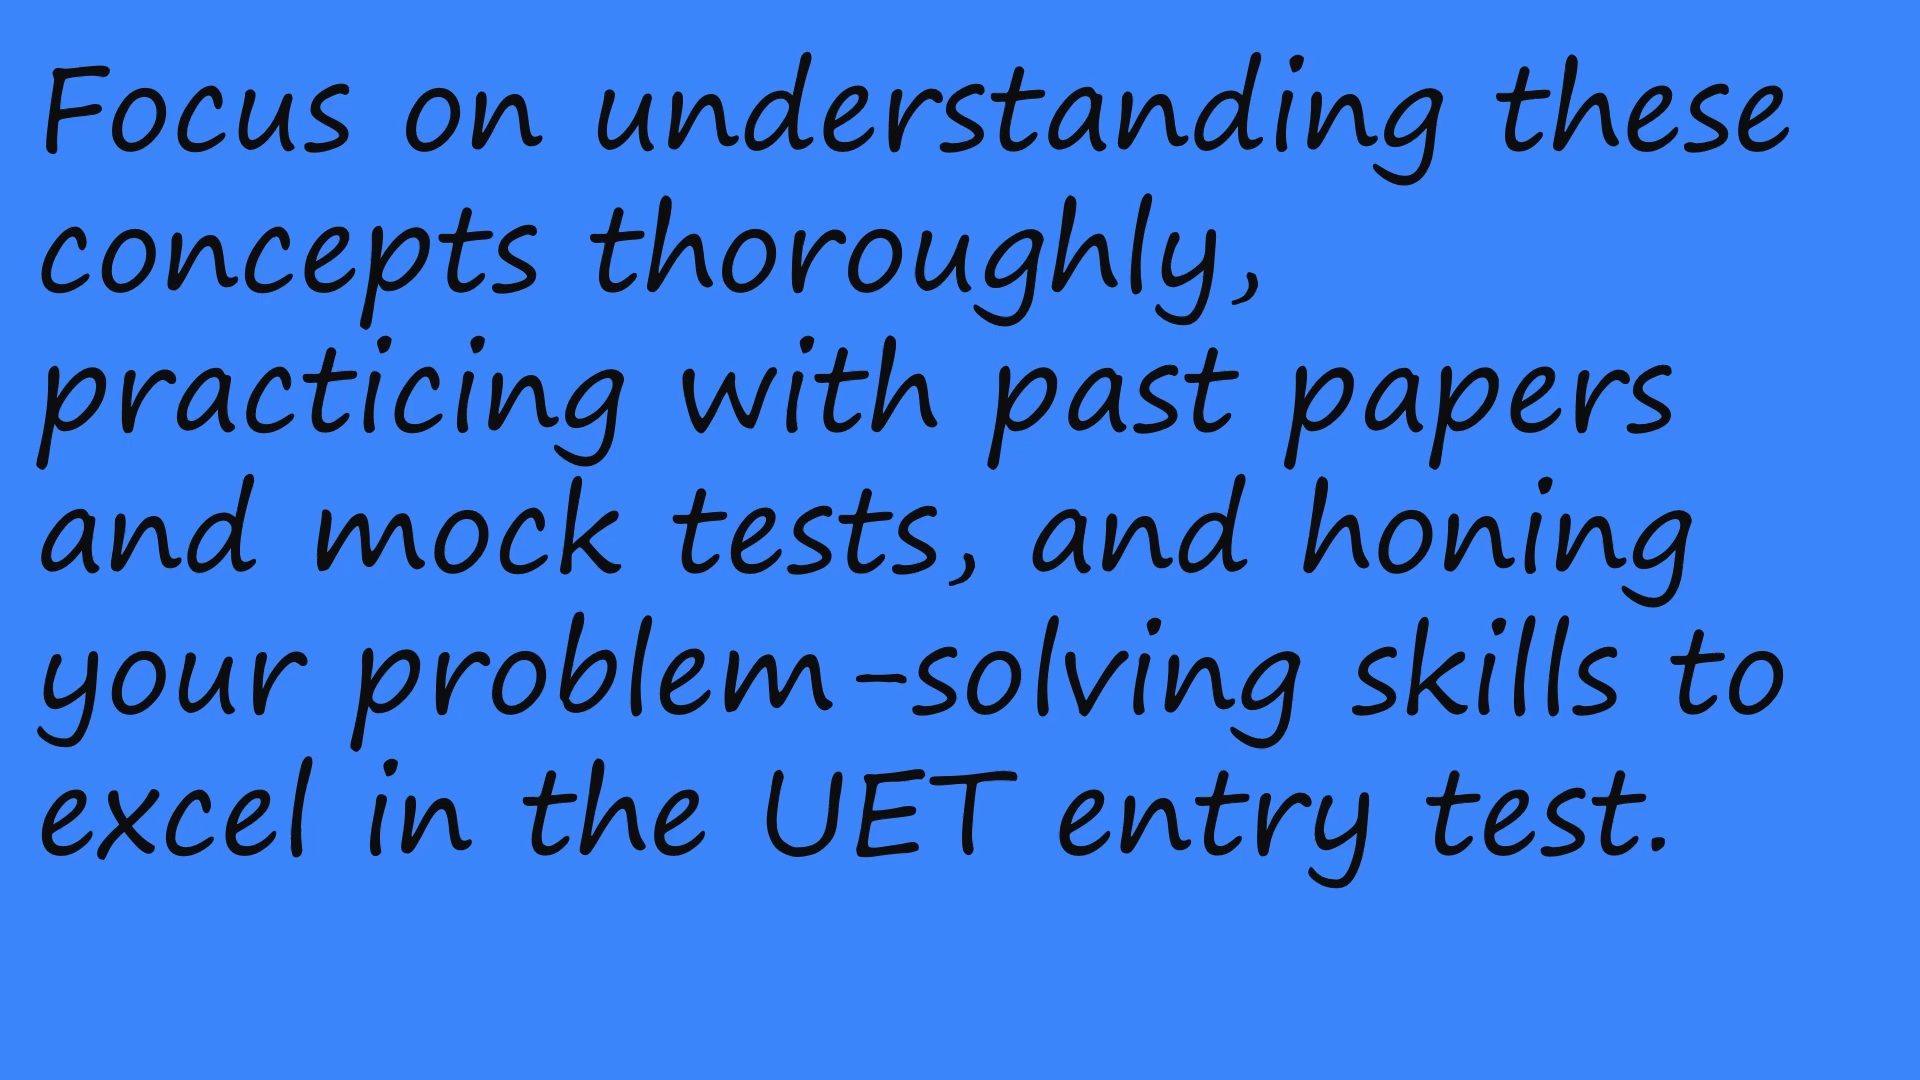 Focus on understanding these
concepts thoroughly,
practicing with past papers
and mock tests, and honing
your problem-solving skills to
excel in the UET entry test.